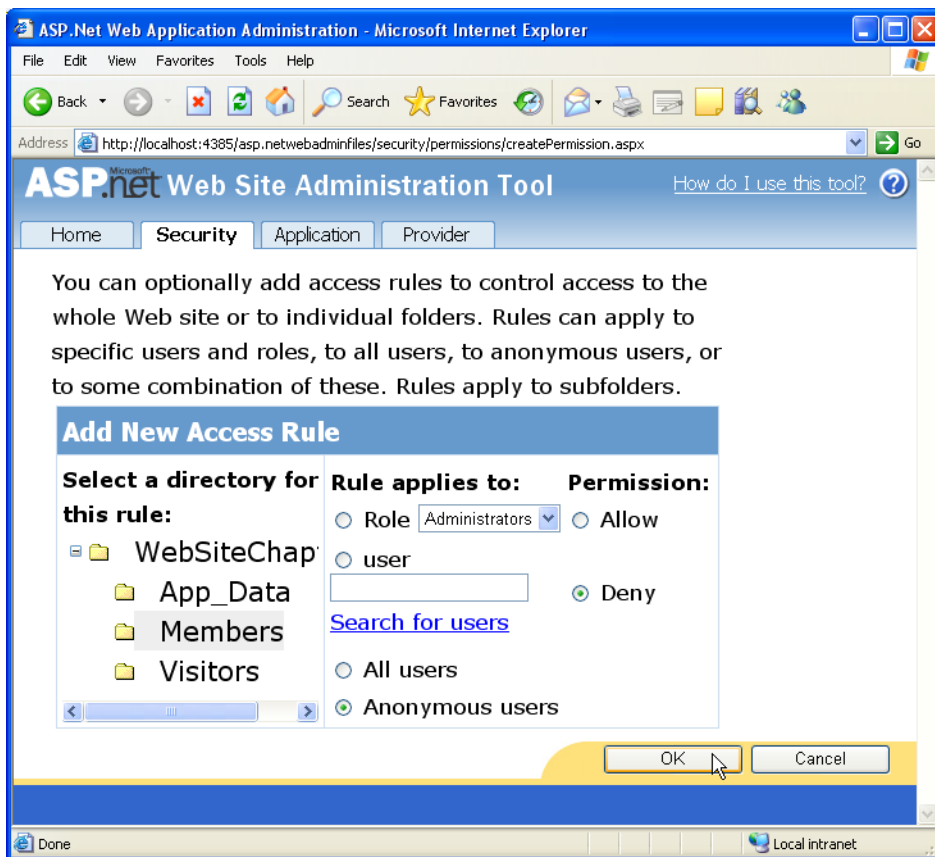 ASP.Net Web Application Administration - Microsoft Internet Explorer
File Edit View Favorites Tools Help
Back Search Favorites
Address http://localhost:4385/asp.netwebadminfiles/security/permissions/createPermission.aspx Go
Microsoft
ASP.net Web Site Administration Tool How do I use this tool? ?
Home Security Application Provider
You can optionally add access rules to control access to the
whole Web site or to individual folders. Rules can apply to
specific users and roles, to all users, to anonymous users, or
to some combination of these. Rules apply to subfolders.
Add New Access Rule
Select a directory for
this rule:
WebSiteChap
App_Data
Members
Visitors
Rule applies to:
Role Administrators
user
Search for users
All users
Anonymous users
Permission:
Allow
Deny
OK Cancel
Done Local intranet